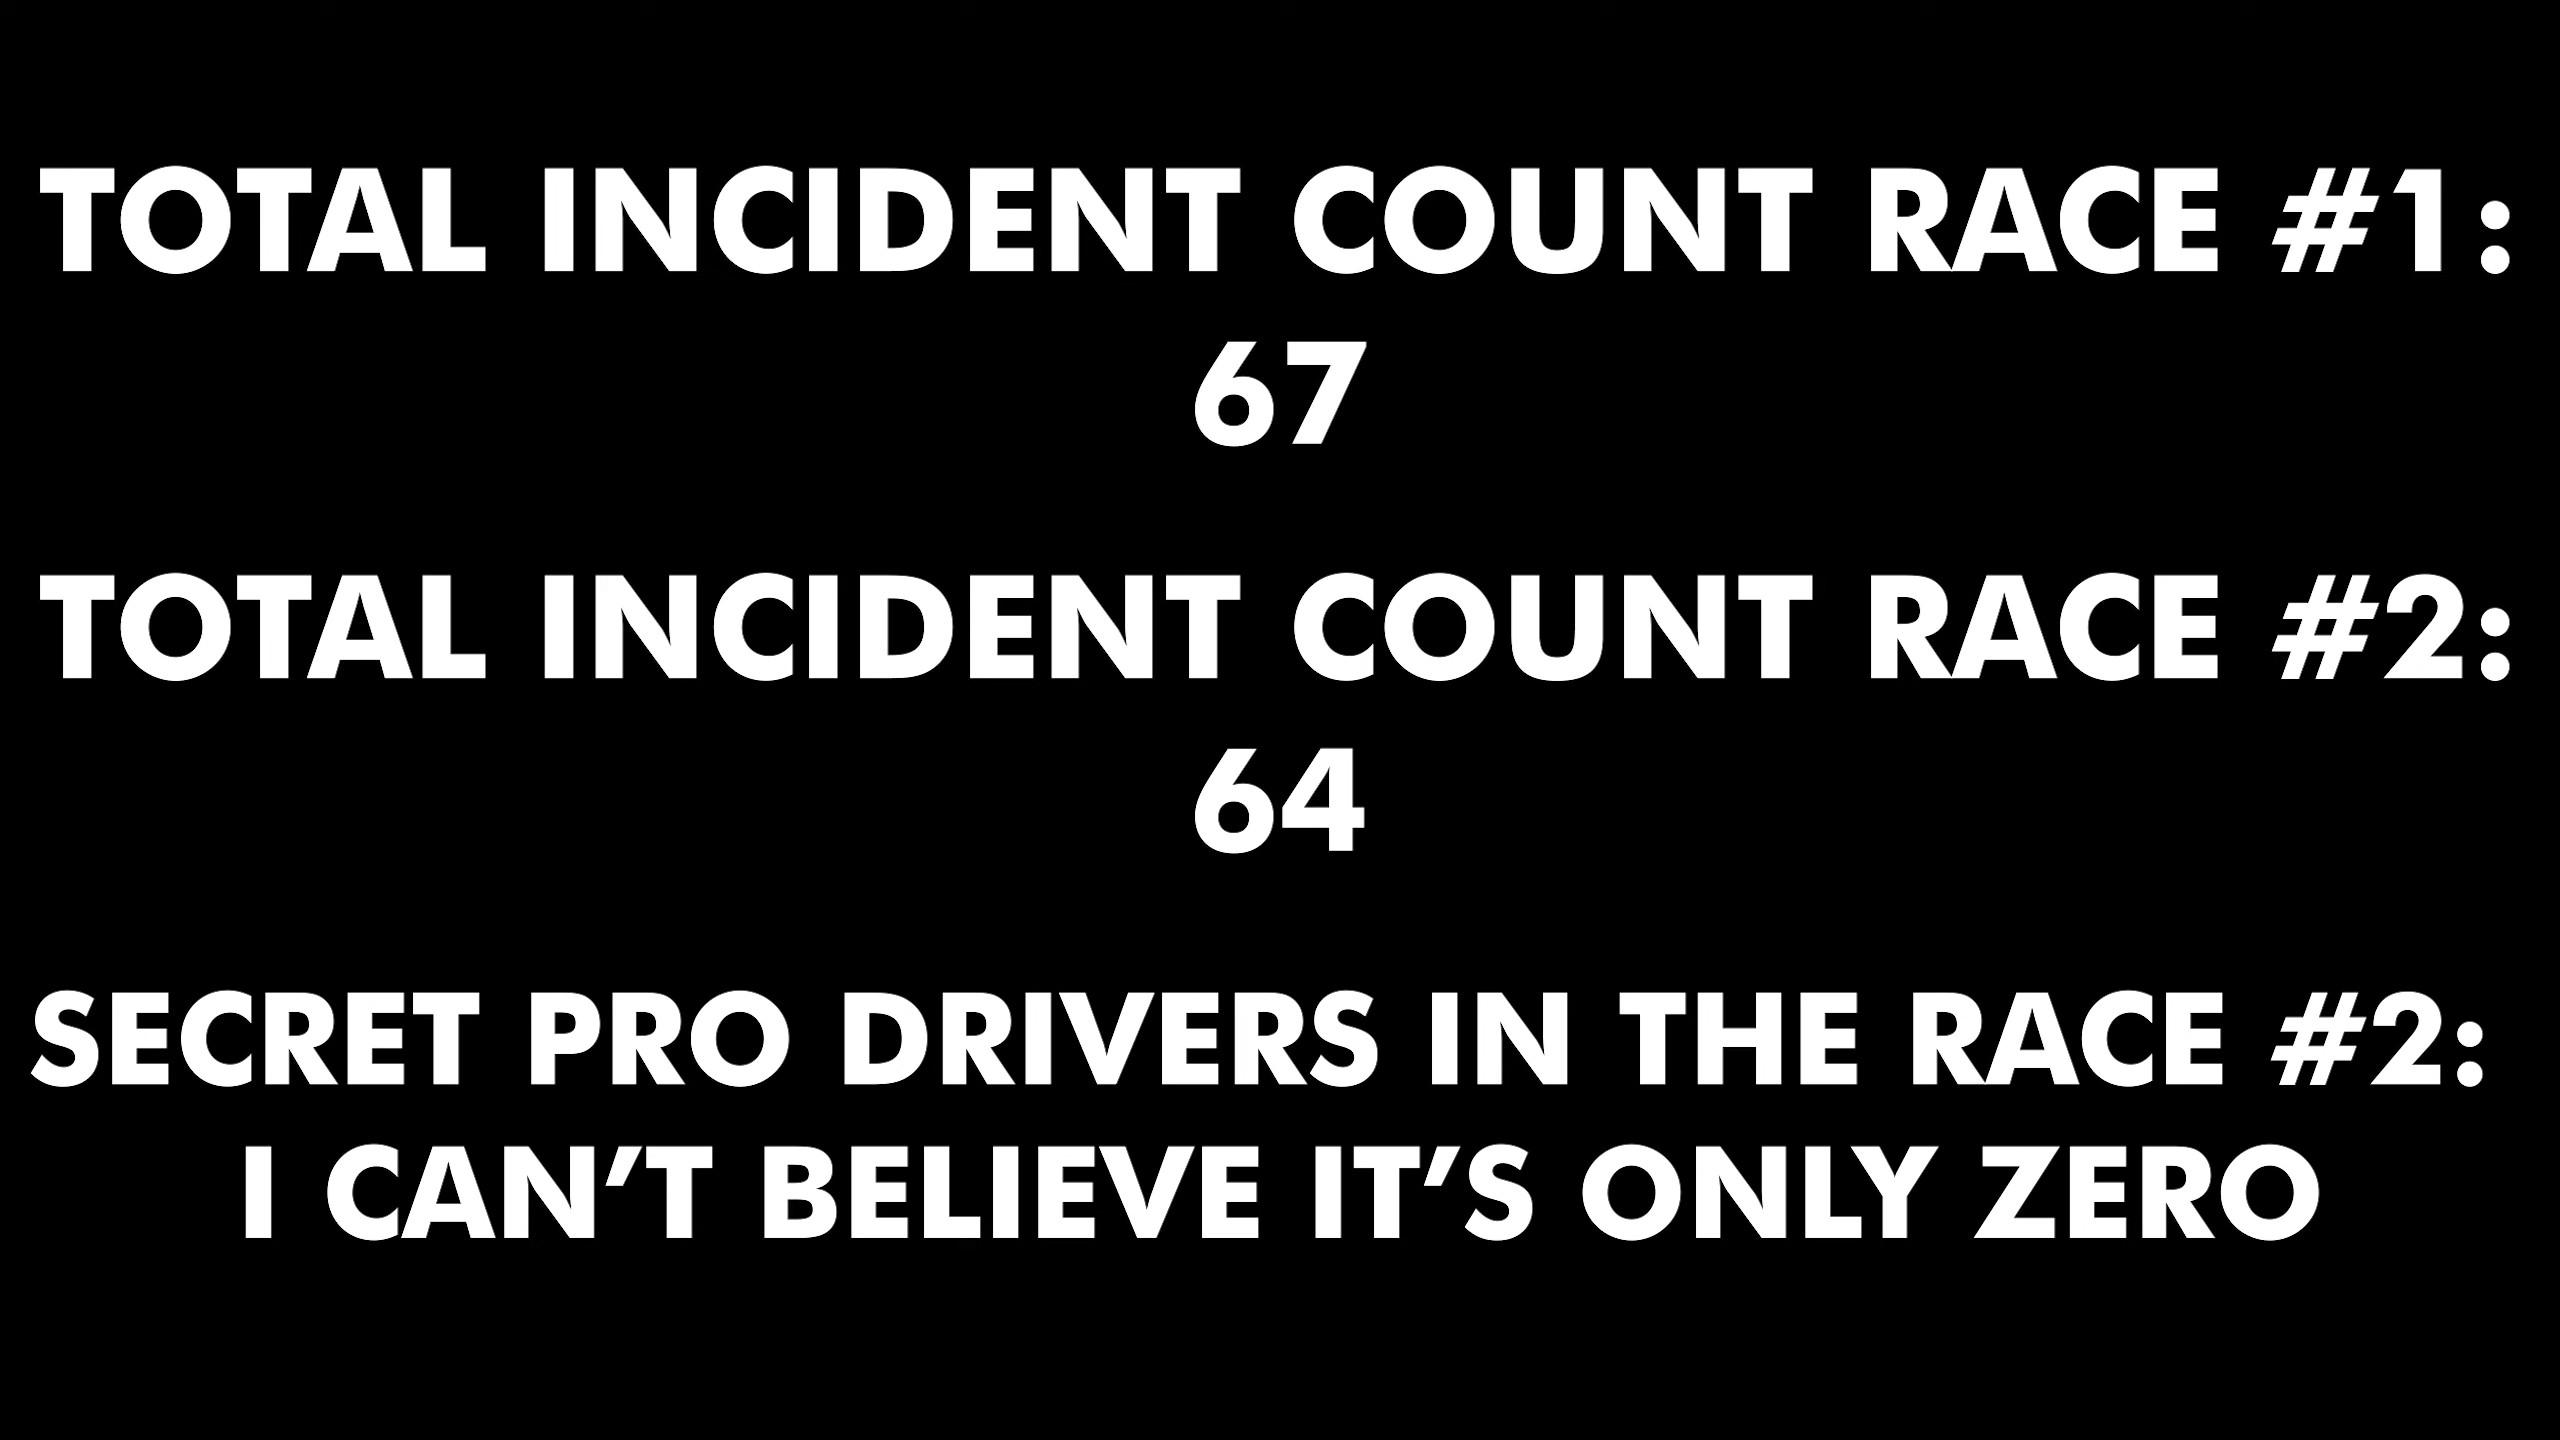 TOTAL INCIDENT COUNT RACE #1:
67
TOTAL INCIDENT COUNT RACE #2:
64
SECRET PRO DRIVERS IN THE RACE #2:
I CAN’T BELIEVE IT’S ONLY ZERO